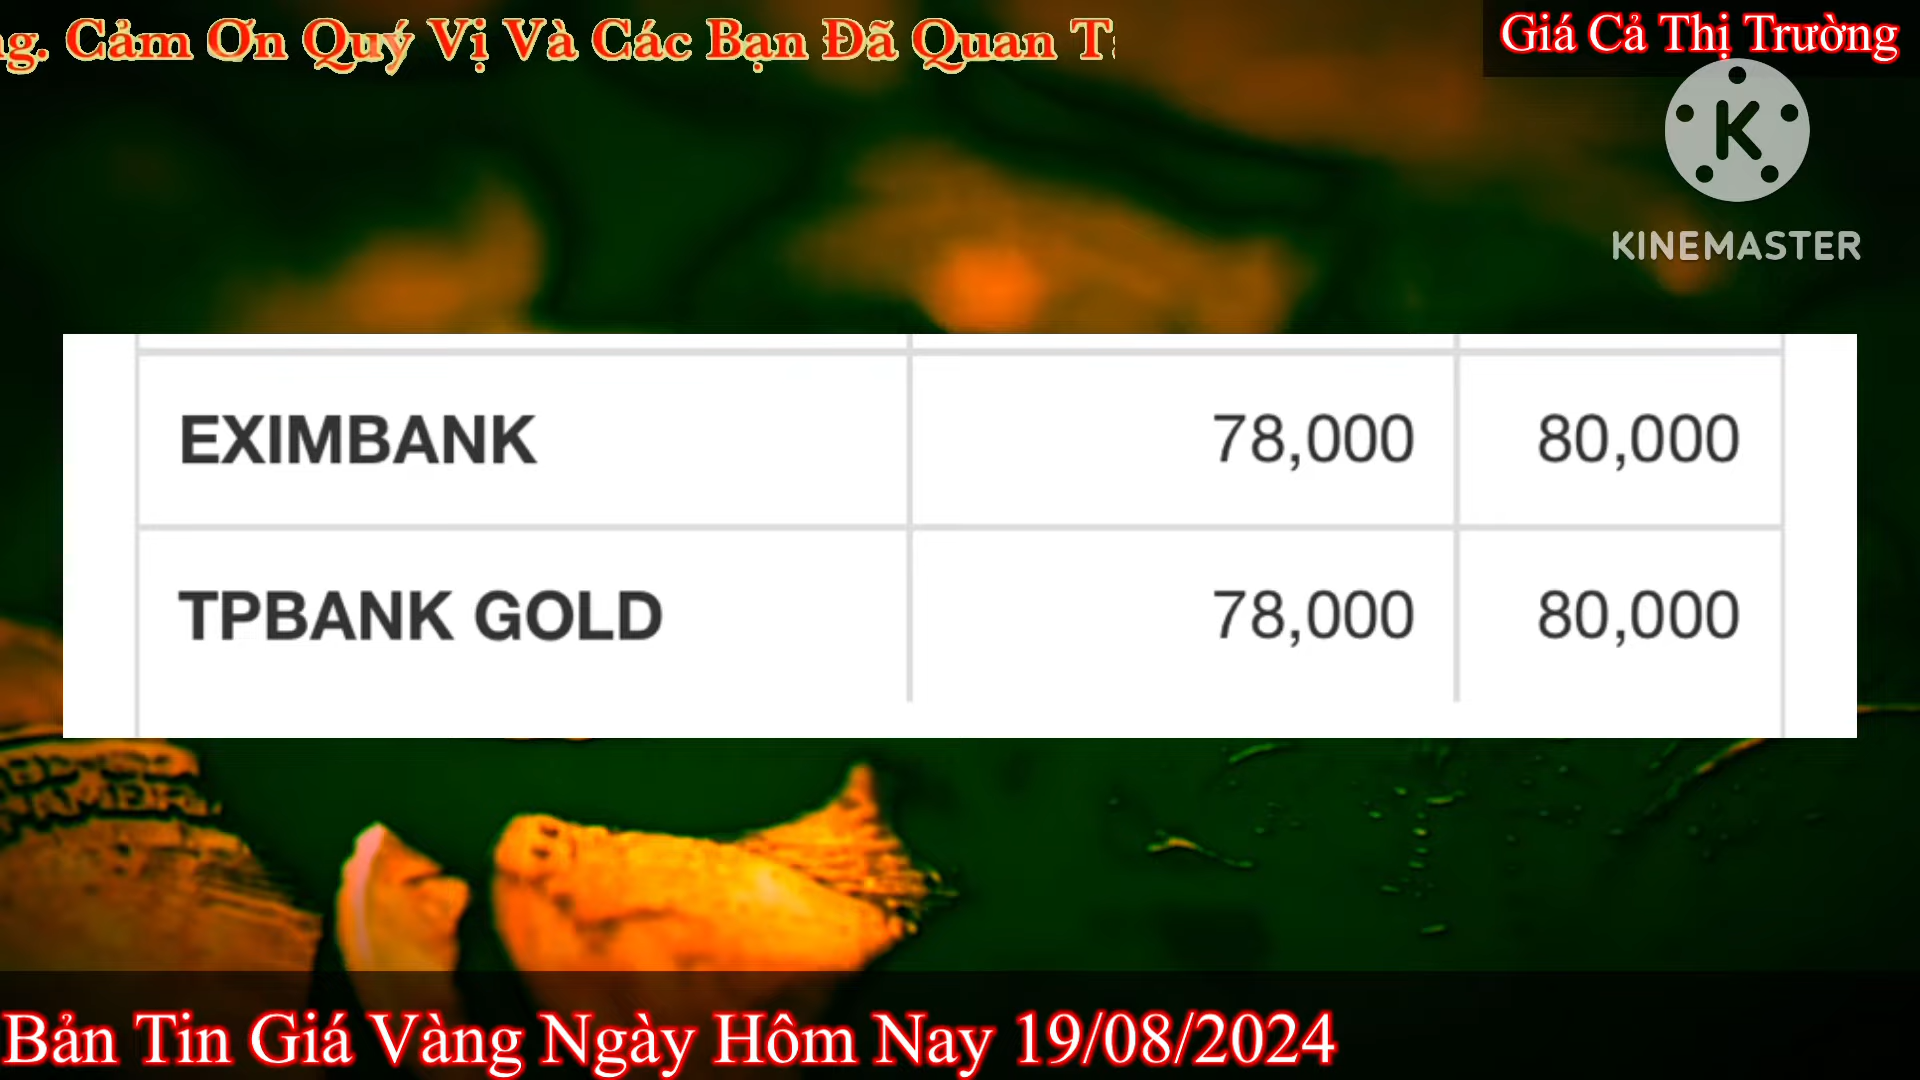 Cảm Ơn Quý Vị Và Các Bạn Đã Quan
Giá Cả Thị Trường
KINEMASTER
EXIMBANK 78,000 80,000
TPBANK GOLD 78,000 80,000
Bản Tin Giá Vàng Ngày Hôm Nay 19/08/2024